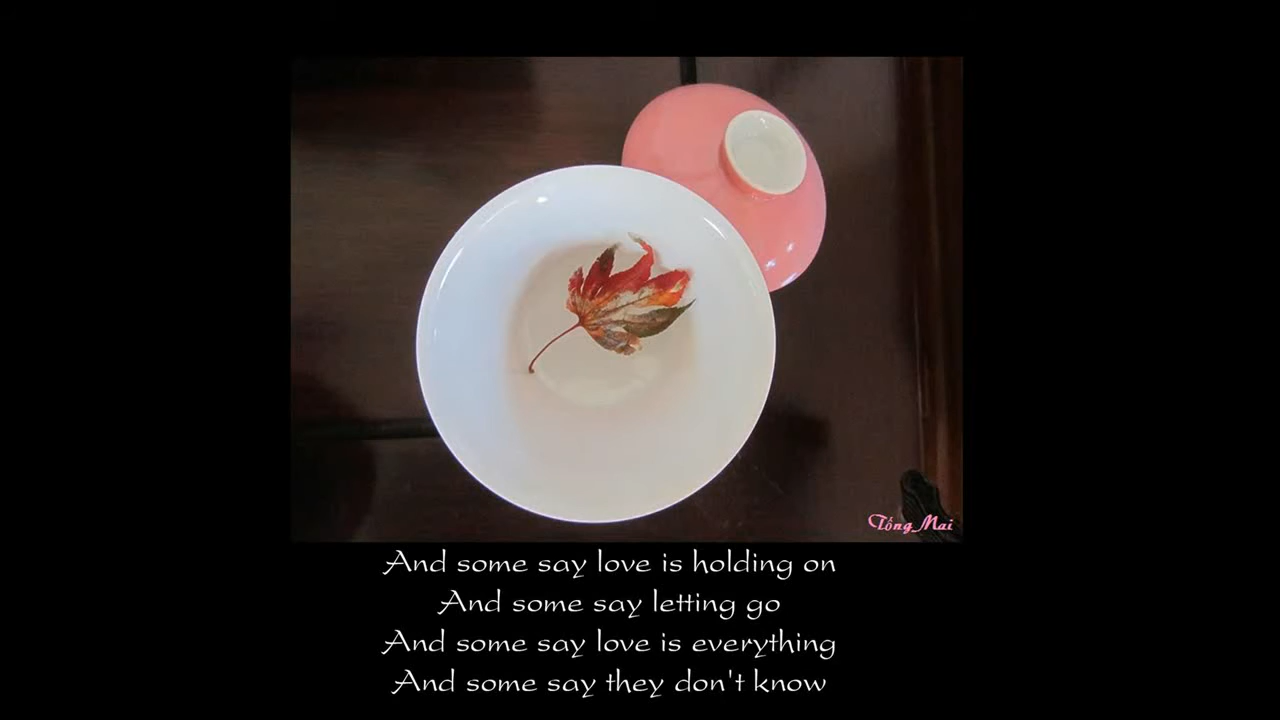 Tống Mai
And some say love is holding on
And some say letting go
And some say love is everything
And some say they don't know